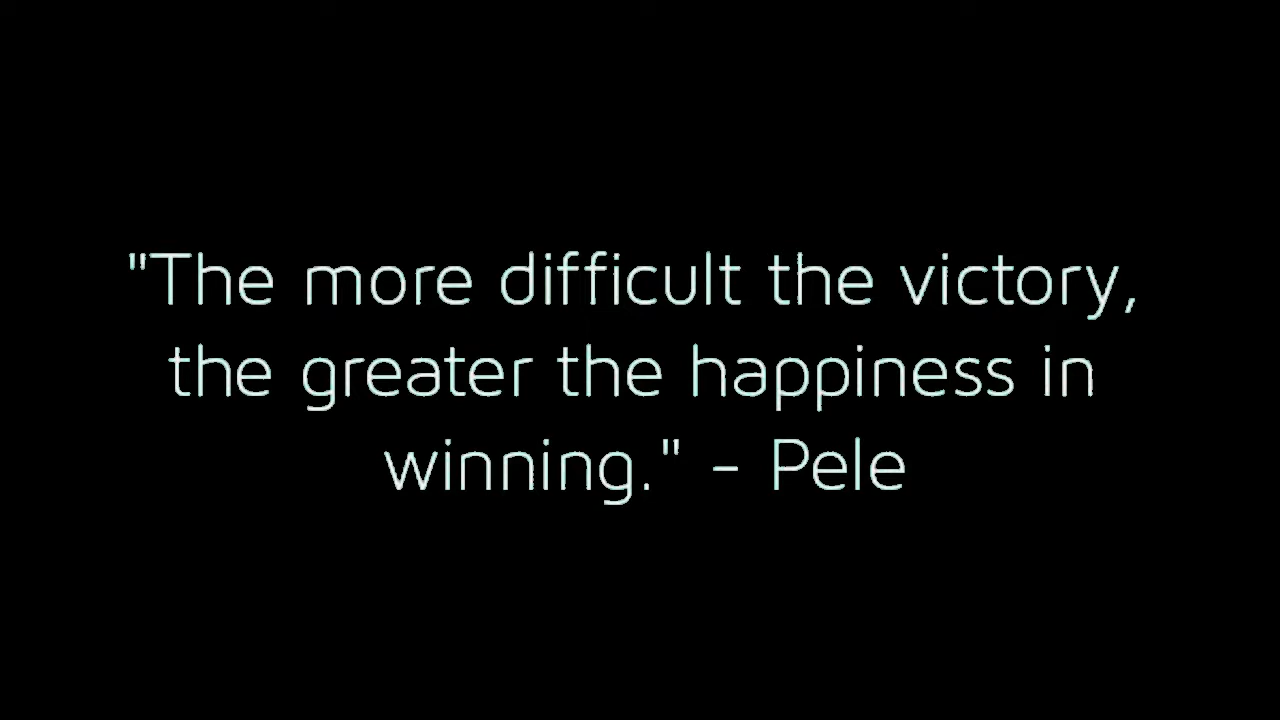 "The more difficult the victory,
the greater the happiness in
winning." - Pele